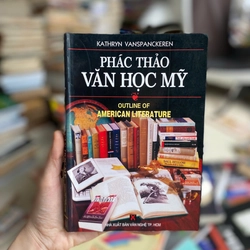 KATHRYN VANSPANCKEREN
PHÁC THẢO
VĂN HỌC MỸ
OUTLINE OF
AMERICAN LITERATURE
NHÀ XUẤT BẢN VĂN NGHỆ TP. HCM